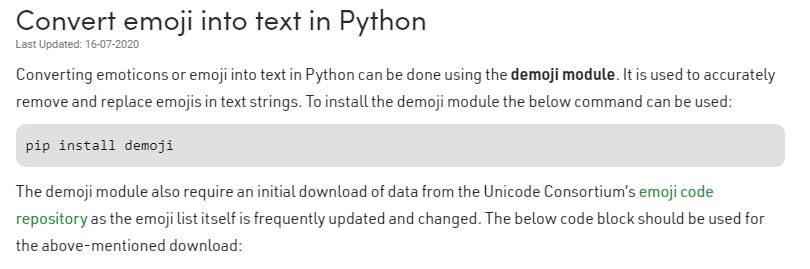 Convert emoji into text in Python
Last Updated: 16-07-2020
Converting emoticons or emoji into text in Python can be done using the demoji module. It is used to accurately
remove and replace emojis in text strings. To install the demoji module the below command can be used:
pip install demoji
The demoji module also require an initial download of data from the Unicode Consortium's emoji code
repository as the emoji list itself is frequently updated and changed. The below code block should be used for
the above-mentioned download: